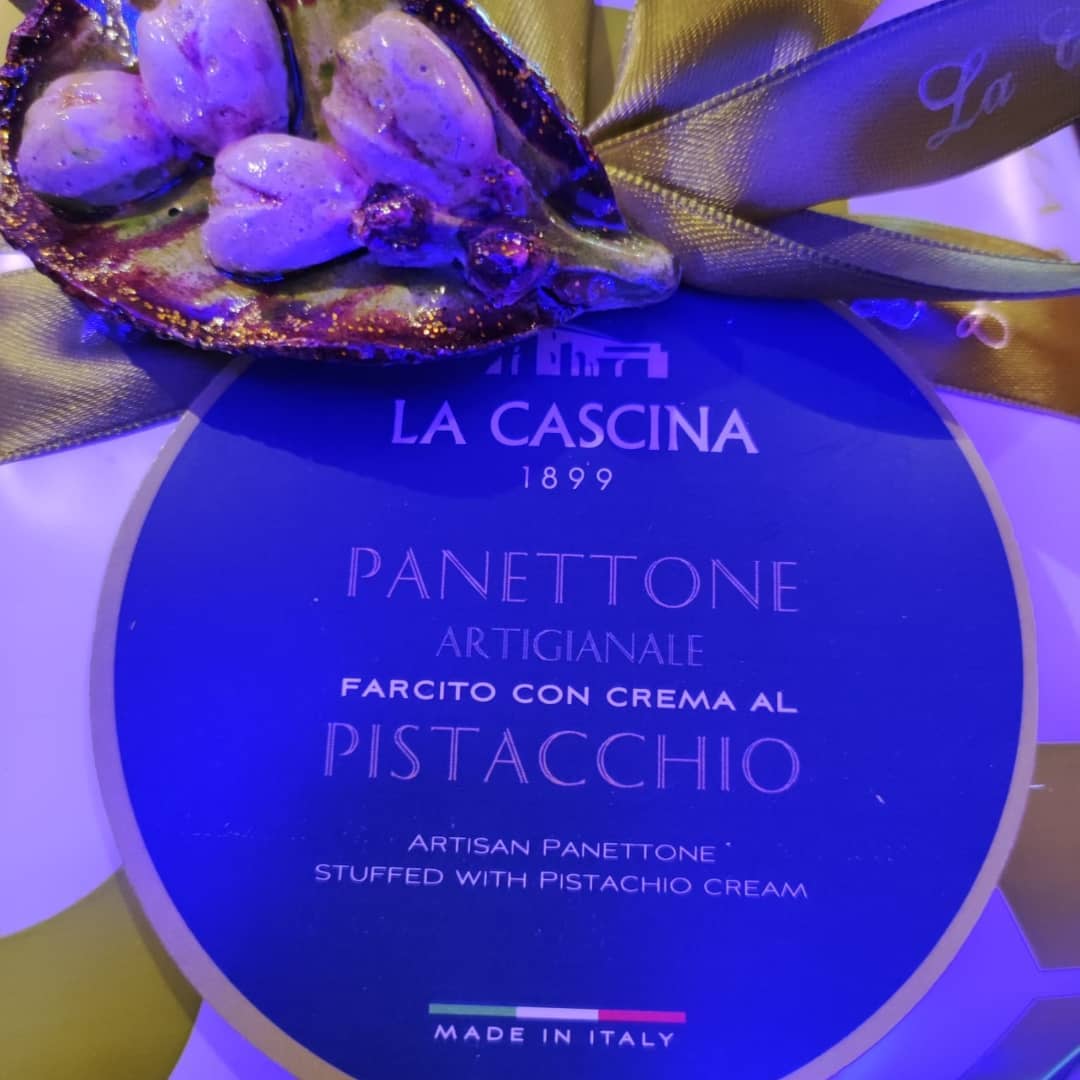 La
LA CASCINA
1899
PANETTONE
ARTIGIANALE
FARCITO CON CREMA AL
PISTACCHIO
ARTISAN PANETTONE
STUFFED WITH PISTACHIO CREAM
MADE IN ITALY